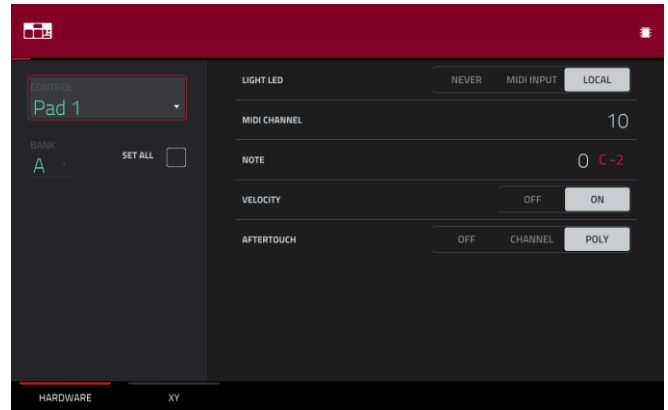 CONTROL
Pad 1
BANK
A
SET ALL
LIGHT LED NEVER MIDI INPUT LOCAL
MIDI CHANNEL 10
NOTE 0 C -2
VELOCITY OFF ON
AFTERTOUCH OFF CHANNEL POLY
HARDWARE XY